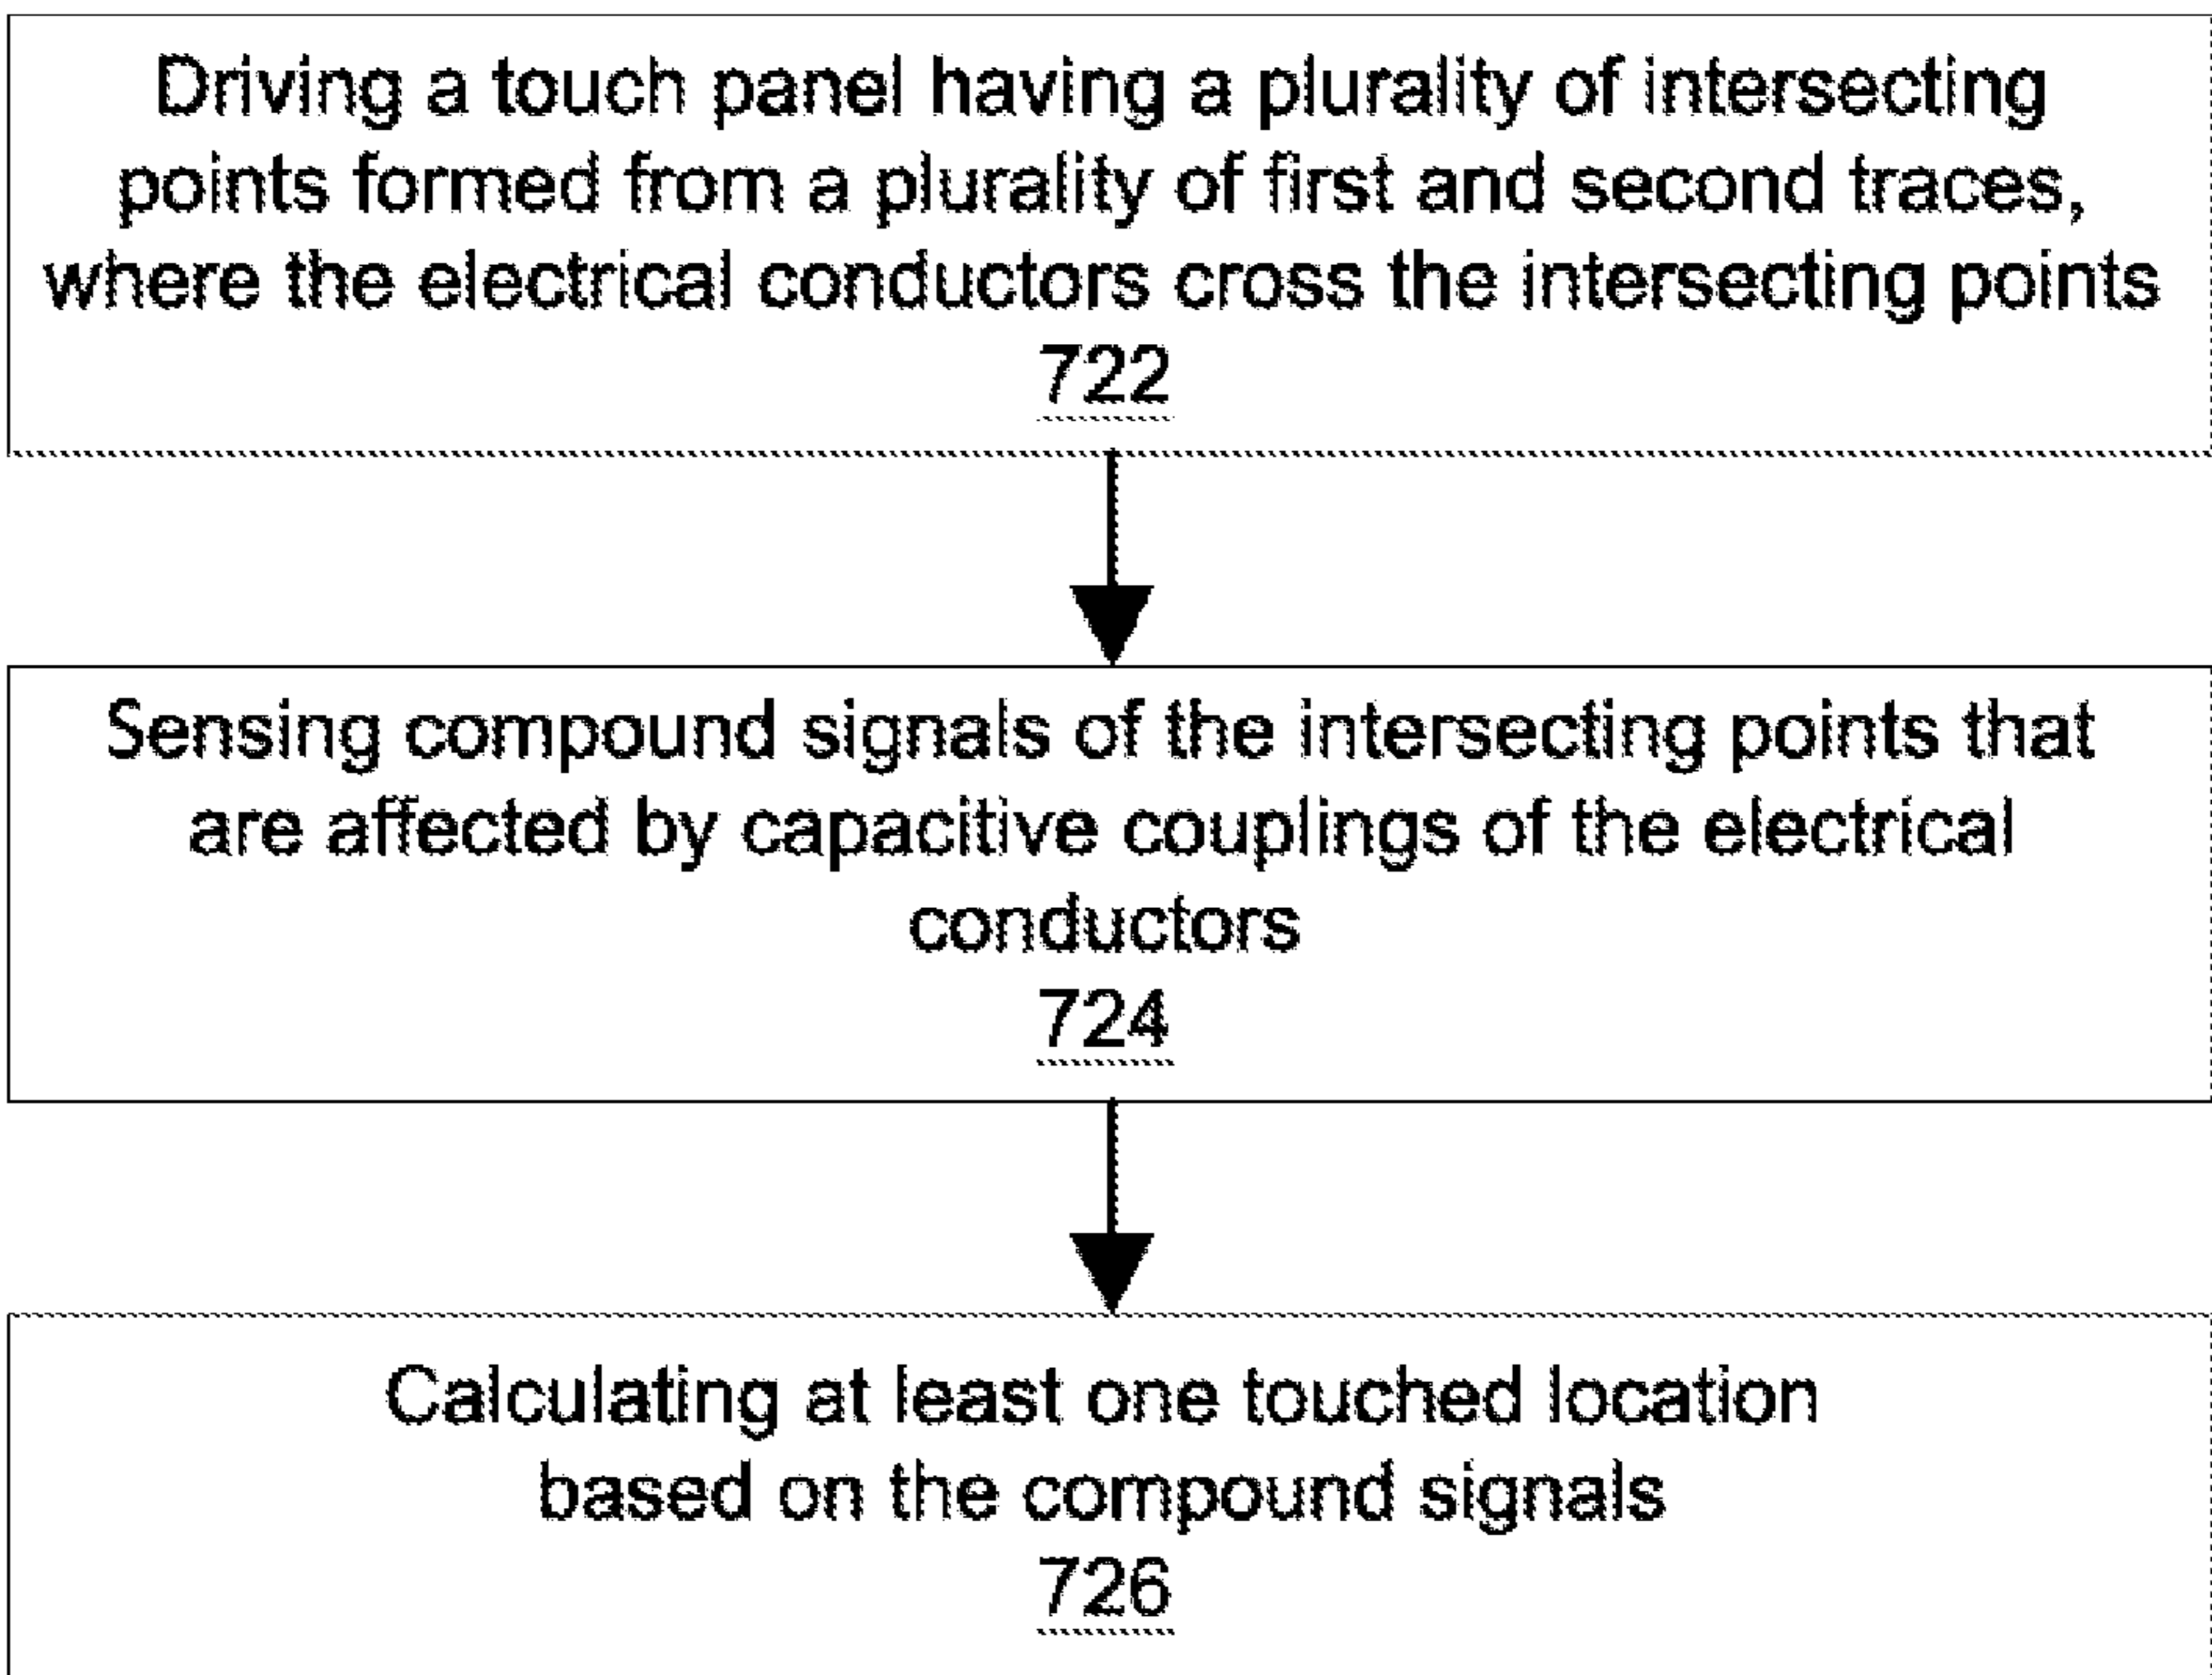 Driving a touch panel having a plurality of intersecting
points formed from a plurality of first and second traces,
where the electrical conductors cross the intersecting points
722
Sensing compound signals of the intersecting points that
are affected by capacitive couplings of the electrical
conductors
724
Calculating at least one touched location
based on the compound signals
726